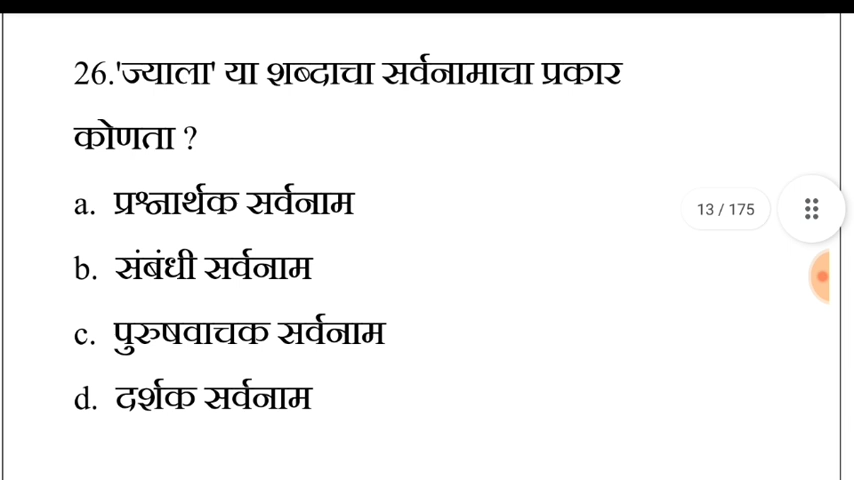 26.'ज्याला' या शब्दाचा सर्वनामाचा प्रकार
कोणता ?
a. प्रश्नार्थक सर्वनाम
13 / 175
b. संबंधी सर्वनाम
c. पुरुषवाचक सर्वनाम
d. दर्शक सर्वनाम